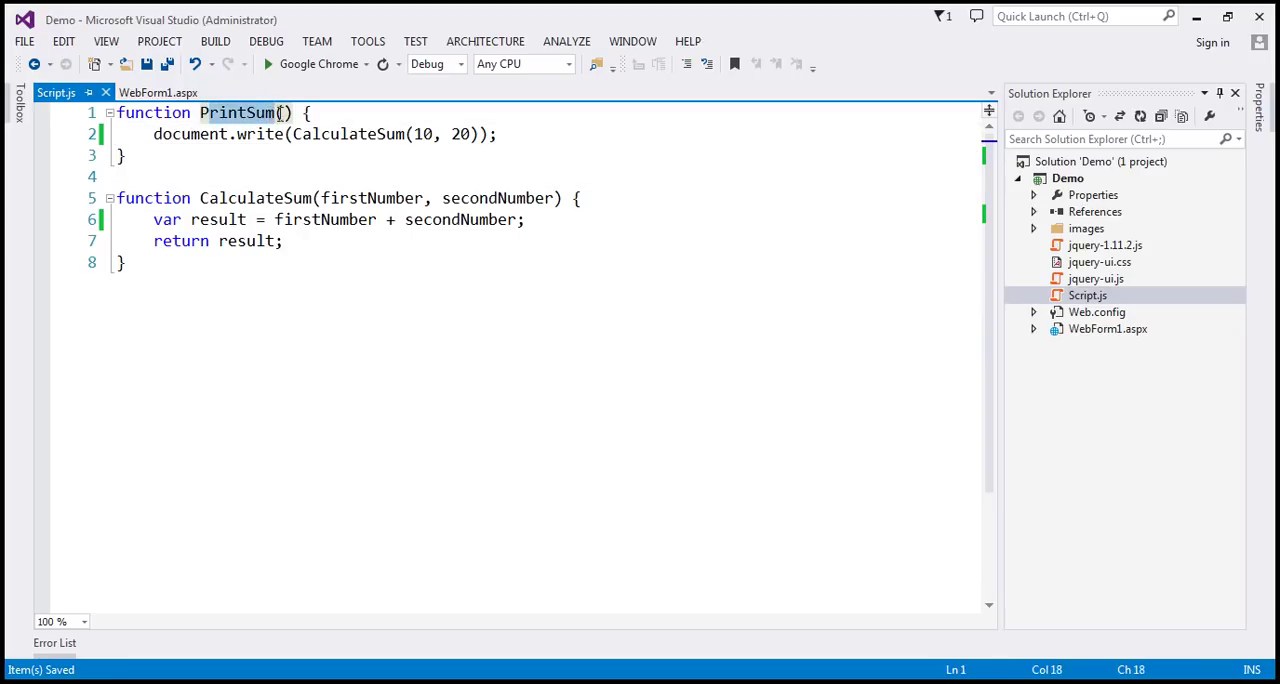 Demo - Microsoft Visual Studio (Administrator)
1
Quick Launch (Ctrl+Q)
FILE EDIT VIEW PROJECT BUILD DEBUG TEAM TOOLS TEST ARCHITECTURE ANALYZE WINDOW HELP
Sign in
Google Chrome Debug Any CPU
Toolbox
Script.js WebForm1.aspx
1 function PrintSum() {
2 document.write(CalculateSum(10, 20));
3 }
4
5 function CalculateSum(firstNumber, secondNumber) {
6 var result = firstNumber + secondNumber;
7 return result;
8 }
100 %
Solution Explorer
Search Solution Explorer (Ctrl+;)
Solution 'Demo' (1 project)
Demo
Properties
References
images
jquery-1.11.2.js
jquery-ui.css
jquery-ui.js
Script.js
Web.config
WebForm1.aspx
Properties
Error List
Item(s) Saved Ln 1 Col 18 Ch 18 INS